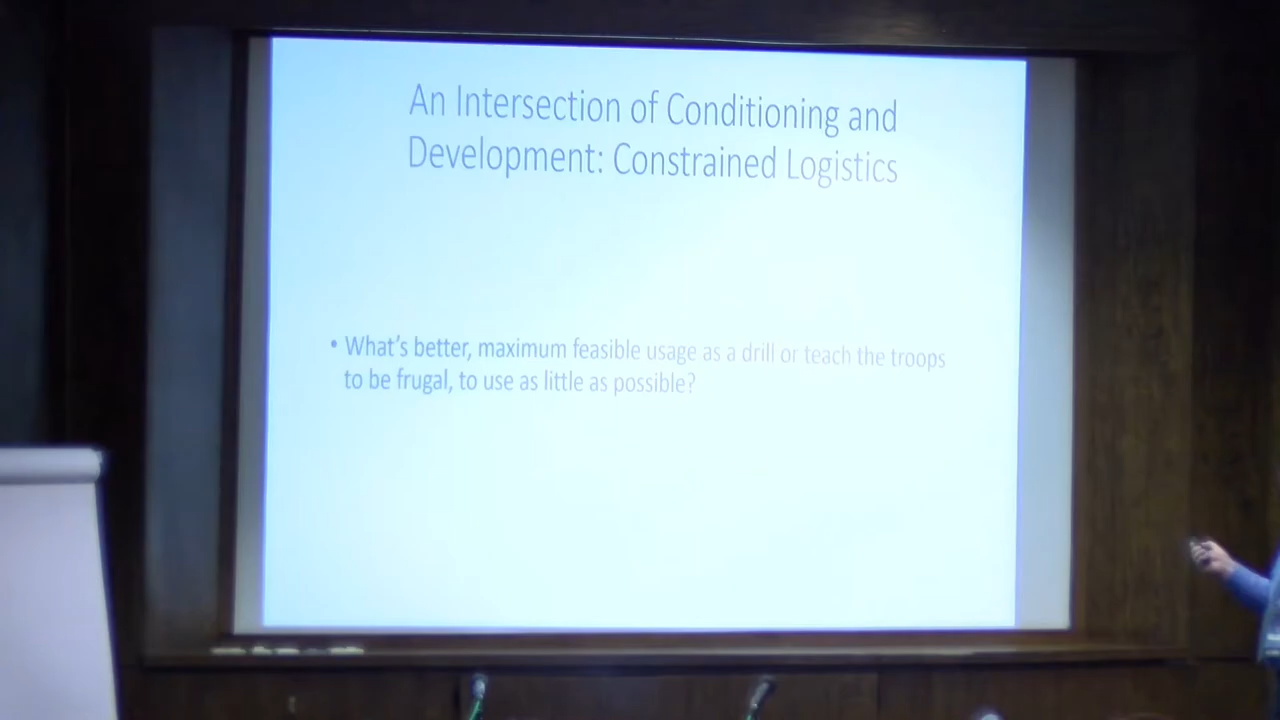 An Intersection of Conditioning and
Development: Constrained Logistics
• What's better, maximum feasible usage as a drill or teach the troops
to be frugal, to use as little as possible?